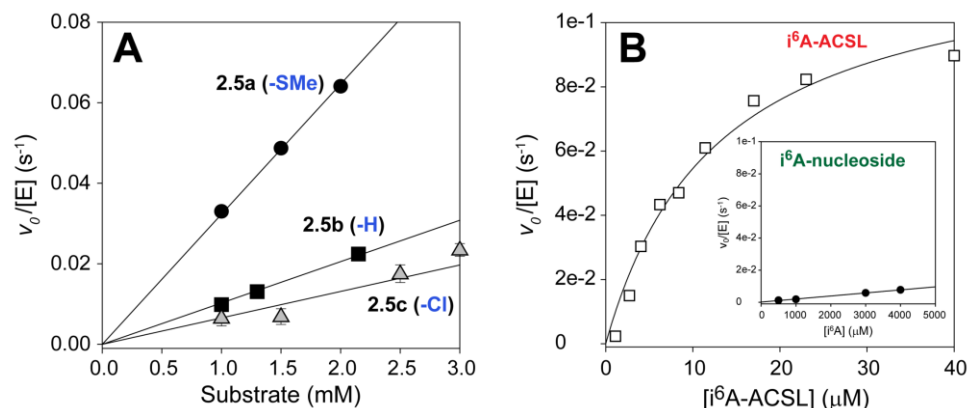 A
0.08
0.06
0.04
0.02
0.00
v₀/[E] (s⁻¹)
2.5a (-SMe)
2.5b (-H)
2.5c (-Cl)
0.0 1.0 1.5 2.0 2.5 3.0
Substrate (mM)
B
i⁶A-ACSL
1e-1
8e-2
6e-2
4e-2
2e-2
0
v₀/[E] (s⁻¹)
i⁶A-nucleoside
1e-1
8e-2
6e-2
4e-2
2e-2
0
v₀/[E] (s⁻¹)
0 1000 2000 3000 4000 5000
[i⁶A] (μM)
0 10 20 30 40
[i⁶A-ACSL] (μM)